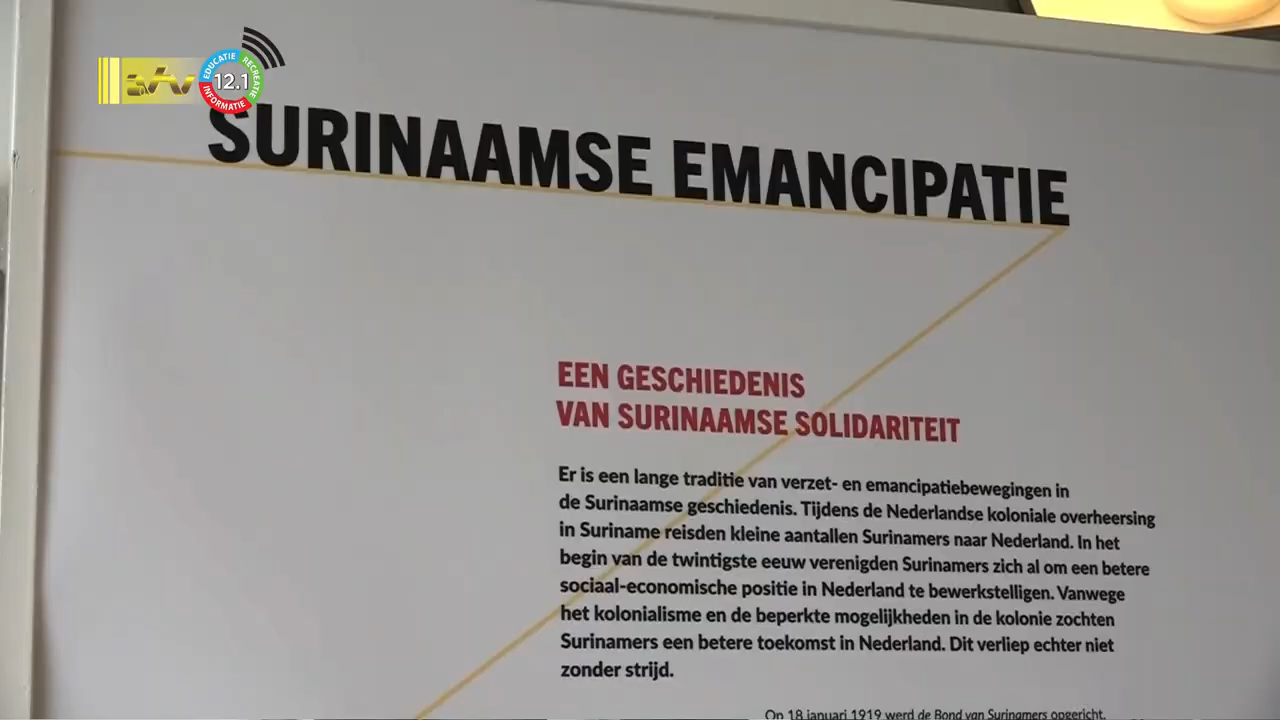 EDUCATIE
RECREATIE
INFORMATIE
12.1
SURINAAMSE EMANCIPATIE
EEN GESCHIEDENIS
VAN SURINAAMSE SOLIDARITEIT
Er is een lange traditie van verzet- en emancipatiebewegingen in
de Surinaamse geschiedenis. Tijdens de Nederlandse koloniale overheersing
in Suriname reisden kleine aantallen Surinamers naar Nederland. In het
begin van de twintigste eeuw verenigden Surinamers zich al om een betere
sociaal-economische positie in Nederland te bewerkstelligen. Vanwege
het kolonialisme en de beperkte mogelijkheden in de kolonie zochten
Surinamers een betere toekomst in Nederland. Dit verliep echter niet
zonder strijd.
On 18 januari 1919 werd de Bond van Surinamers opgericht.